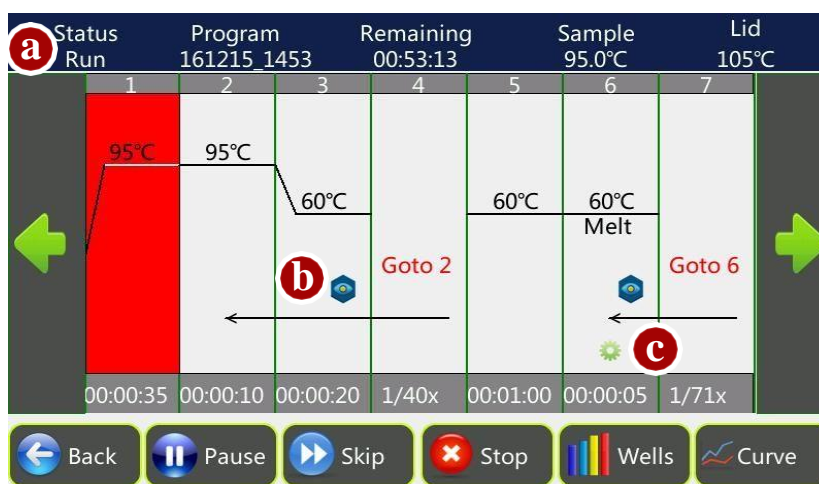 a
Status Program Remaining Sample Lid
Run 161215_1453 00:53:13 95.0℃ 105℃
1 2 3 4 5 6 7
95℃ 95℃
60℃ 60℃ 60℃
Melt
b Goto 2 Goto 6
c
00:00:35 00:00:10 00:00:20 1/40x 00:01:00 00:00:05 1/71x
Back Pause Skip Stop Wells Curve